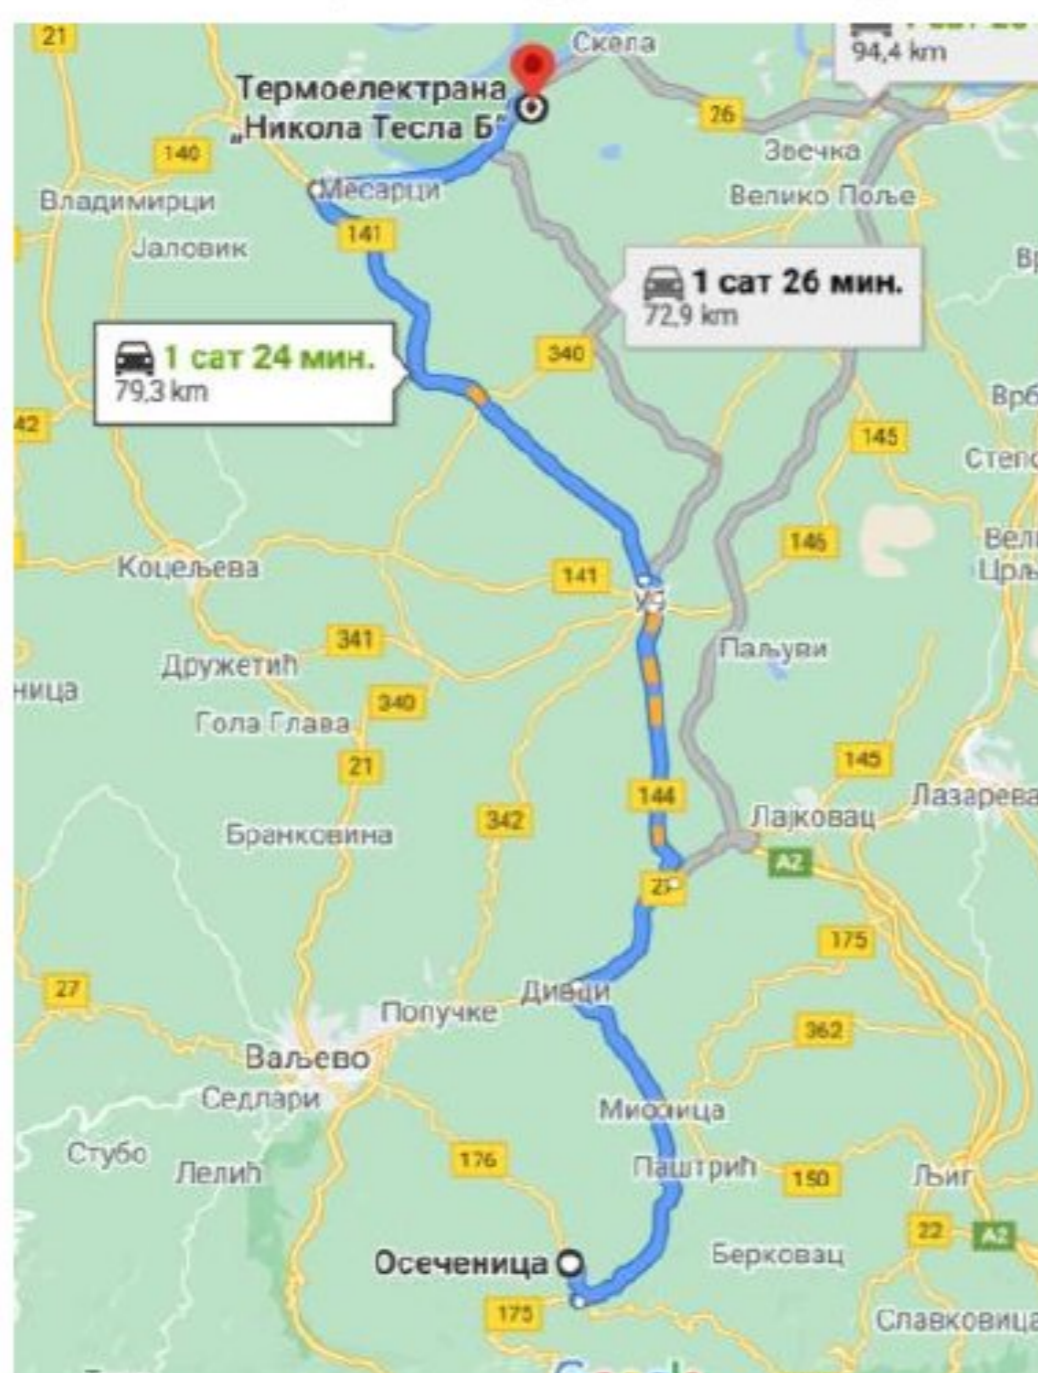 21
Скела
94,4 km
Термоелектрана
„Никола Тесла Б“
26
140
Звечка
Месарци
Владимирци
Велико Поље
141
Јаловик
1 сат 26 мин.
72,9 km
1 сат 24 мин.
79,3 km
340
42
145
146
Коцељева
141
341
Паљуви
Дружетић
340
Гола Глава
21
145
144
Лајковац
342
Бранковина
A2
175
27
Дивци
Попучке
362
Ваљево
Седлари
Мионица
Стубо
176
Паштрић
Лелић
150
Љиг
22
A2
Осеченица
Берковац
175
Славковица